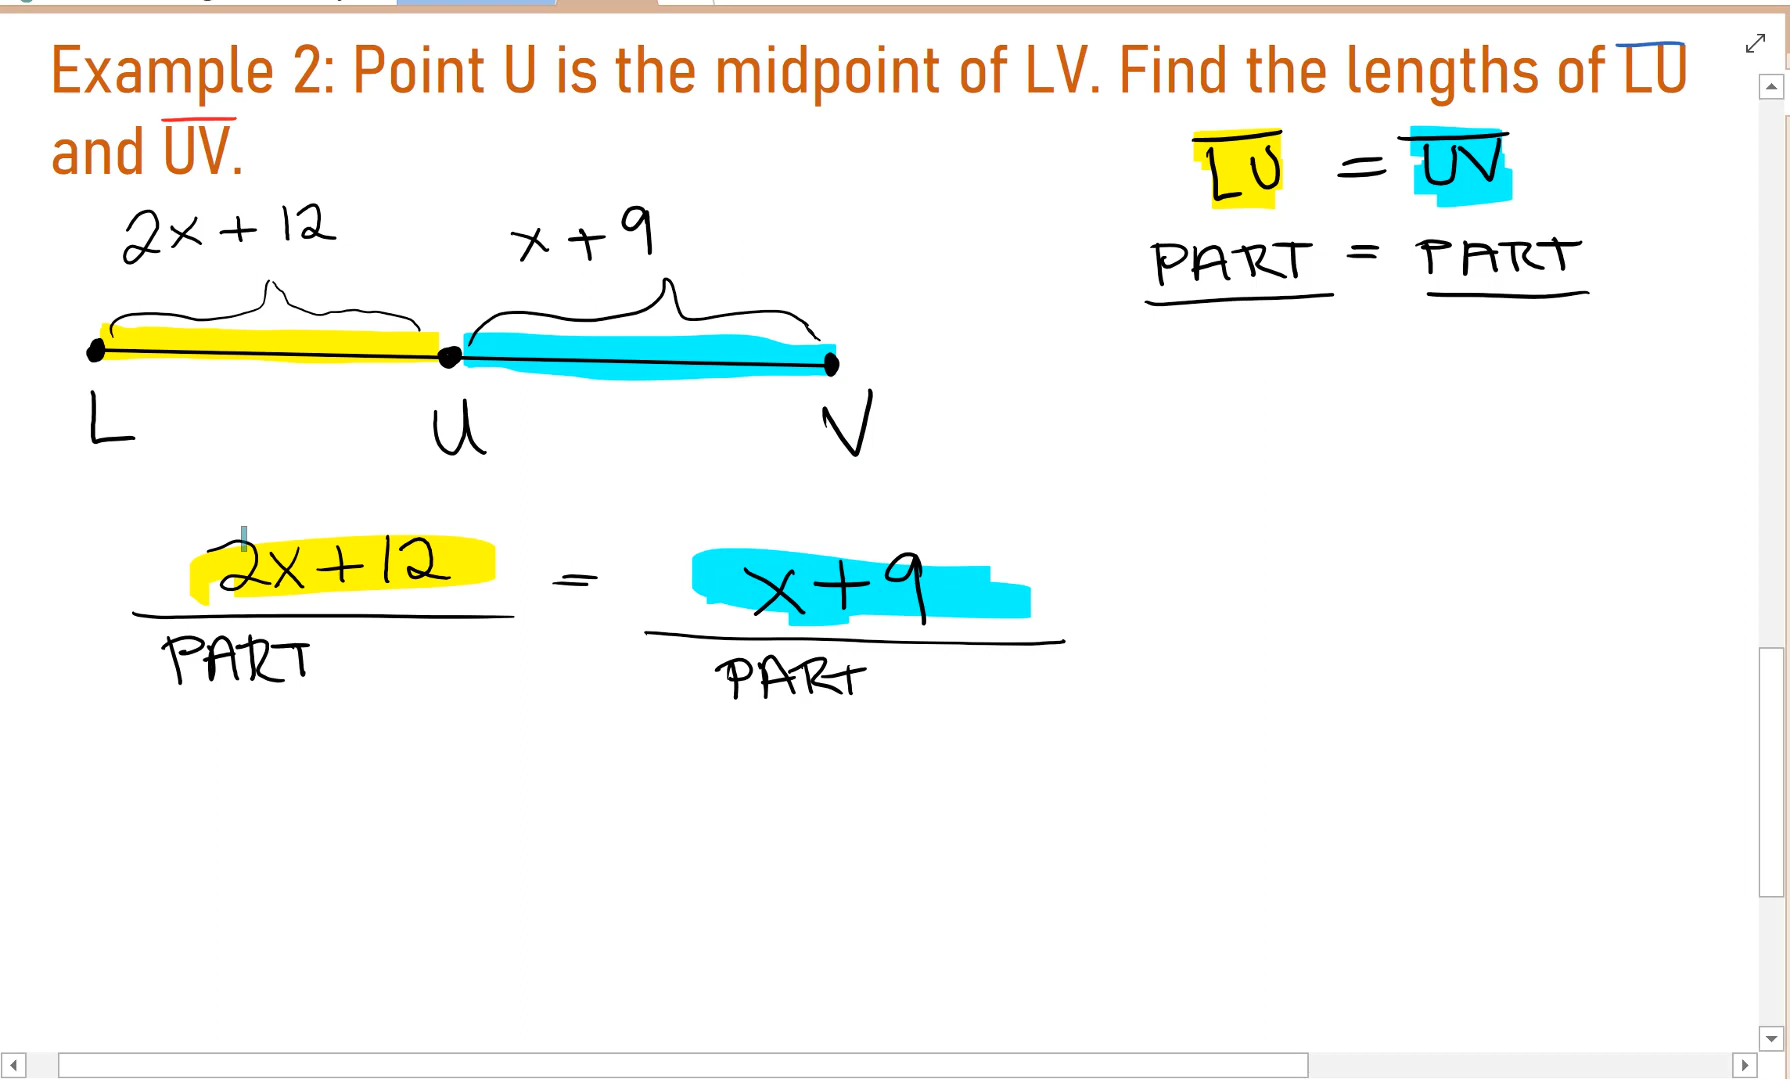 Example 2: Point U is the midpoint of LV. Find the lengths of LU
and UV.
LU = UV
PART = PART
2x + 12
x + 9
L
U
V
2x + 12 = x + 9
PART
PART